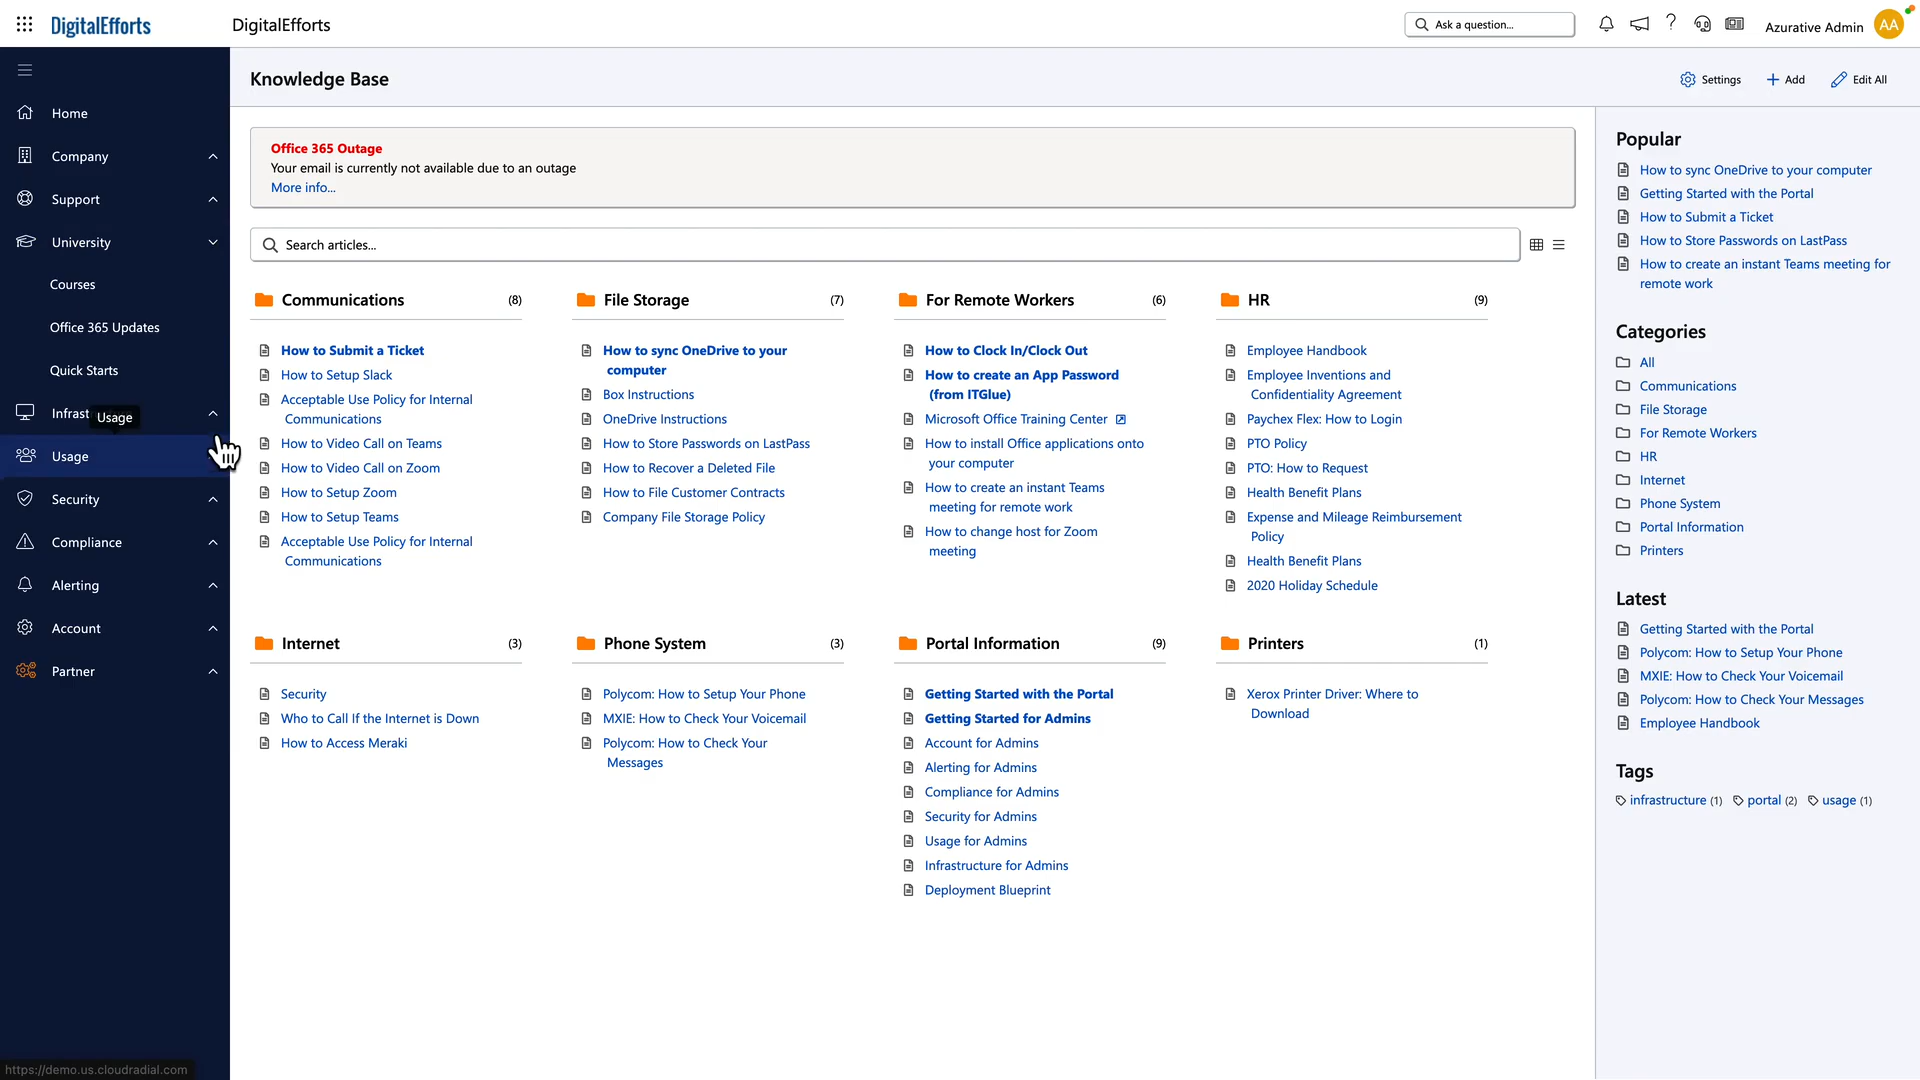 DigitalEfforts
DigitalEfforts
Ask a question...
Azurative Admin
AA
Knowledge Base
Settings
Add
Edit All
Home
Company
Support
University
Courses
Office 365 Updates
Quick Starts
Infrast
Usage
Usage
Security
Compliance
Alerting
Account
Partner
https://demo.us.cloudradial.com
Office 365 Outage
Your email is currently not available due to an outage
More info...
Search articles...
Communications (8)
How to Submit a Ticket
How to Setup Slack
Acceptable Use Policy for Internal
Communications
How to Video Call on Teams
How to Video Call on Zoom
How to Setup Zoom
How to Setup Teams
Acceptable Use Policy for Internal
Communications
File Storage (7)
How to sync OneDrive to your
computer
Box Instructions
OneDrive Instructions
How to Store Passwords on LastPass
How to Recover a Deleted File
How to File Customer Contracts
Company File Storage Policy
For Remote Workers (6)
How to Clock In/Clock Out
How to create an App Password
(from ITGlue)
Microsoft Office Training Center
How to install Office applications onto
your computer
How to create an instant Teams
meeting for remote work
How to change host for Zoom
meeting
HR (9)
Employee Handbook
Employee Inventions and
Confidentiality Agreement
Paychex Flex: How to Login
PTO Policy
PTO: How to Request
Health Benefit Plans
Expense and Mileage Reimbursement
Policy
Health Benefit Plans
2020 Holiday Schedule
Internet (3)
Security
Who to Call If the Internet is Down
How to Access Meraki
Phone System (3)
Polycom: How to Setup Your Phone
MXIE: How to Check Your Voicemail
Polycom: How to Check Your
Messages
Portal Information (9)
Getting Started with the Portal
Getting Started for Admins
Account for Admins
Alerting for Admins
Compliance for Admins
Security for Admins
Usage for Admins
Infrastructure for Admins
Deployment Blueprint
Printers (1)
Xerox Printer Driver: Where to
Download
Popular
How to sync OneDrive to your computer
Getting Started with the Portal
How to Submit a Ticket
How to Store Passwords on LastPass
How to create an instant Teams meeting for
remote work
Categories
All
Communications
File Storage
For Remote Workers
HR
Internet
Phone System
Portal Information
Printers
Latest
Getting Started with the Portal
Polycom: How to Setup Your Phone
MXIE: How to Check Your Voicemail
Polycom: How to Check Your Messages
Employee Handbook
Tags
infrastructure (1) portal (2) usage (1)